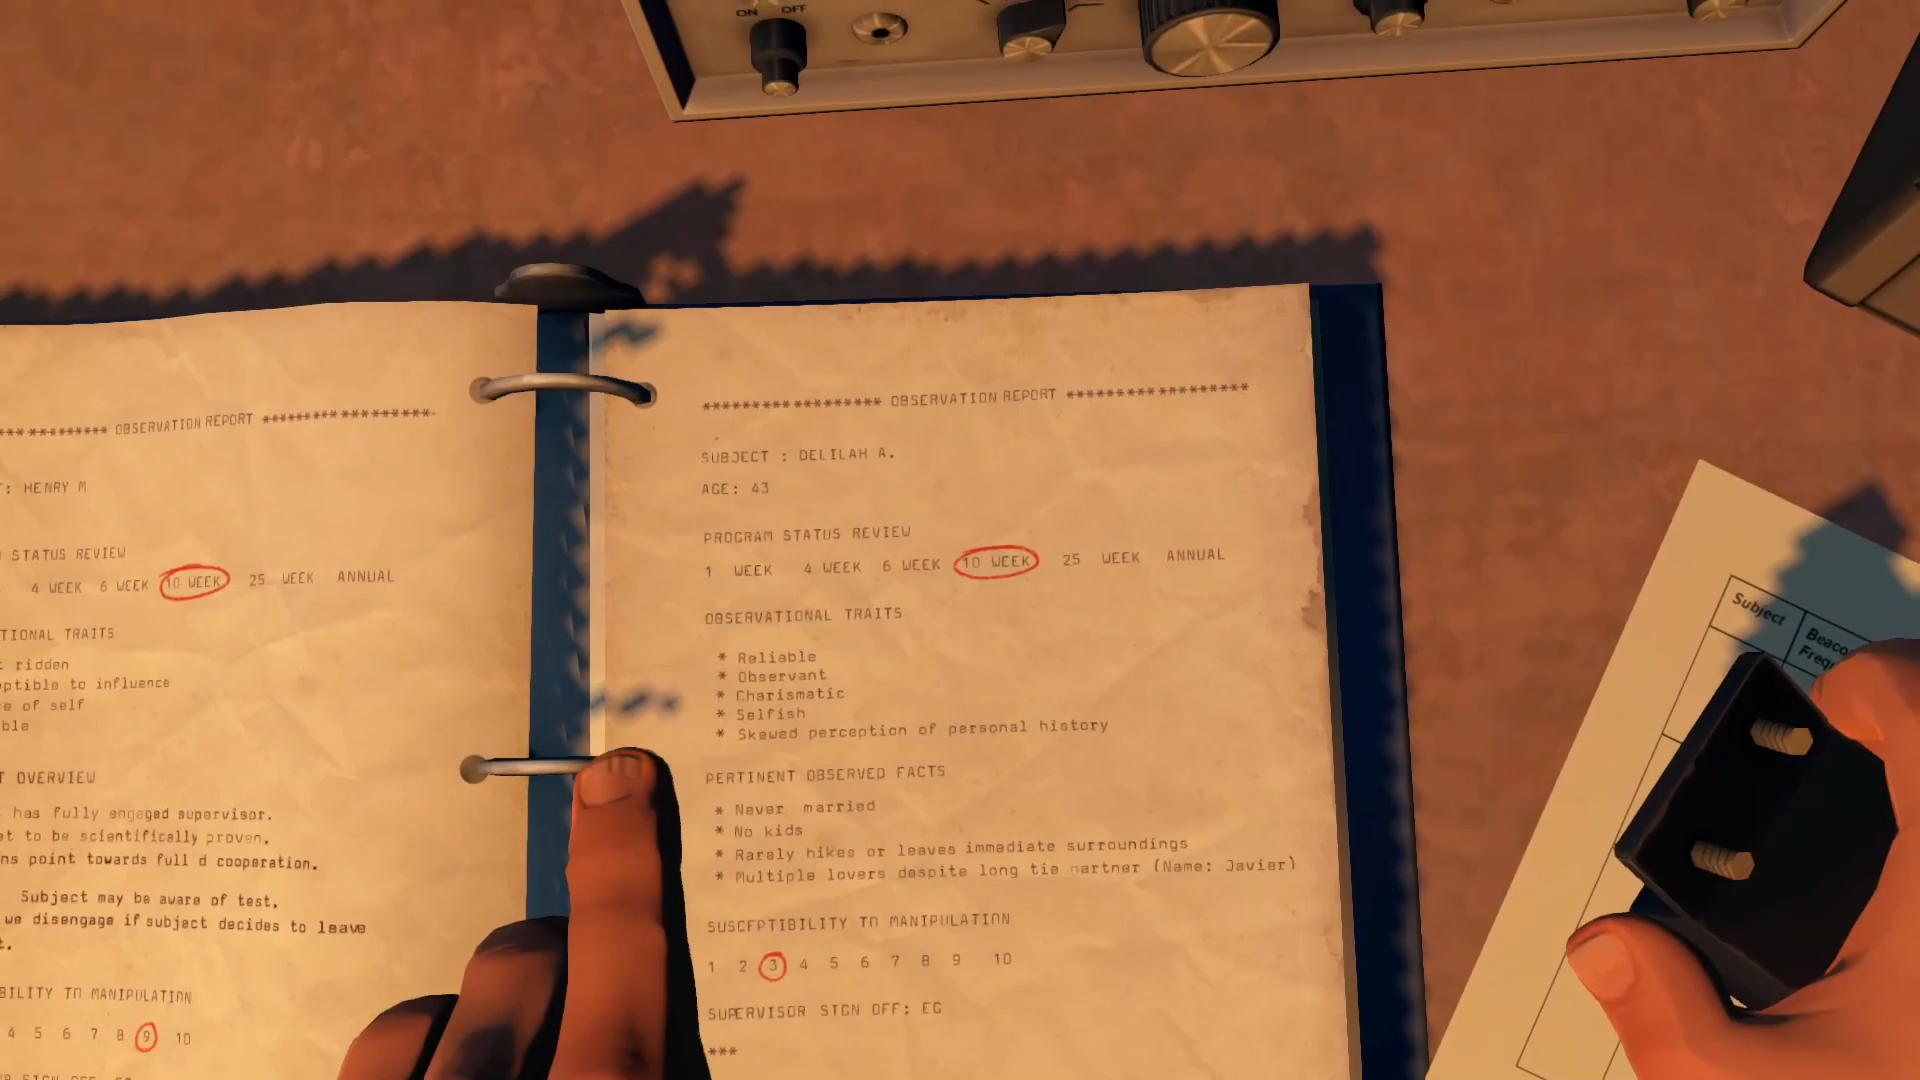 ON OFF
************ OBSERVATION REPORT *****************
T: HENRY M
STATUS REVIEW
4 WEEK 6 WEEK 10 WEEK 25 WEEK ANNUAL
TIONAL TRAITS
t ridden
eptible to influence
re of self
ble
T OVERVIEW
has fully engaged supervisor.
et to be scientifically proven.
ns point towards full d cooperation.
Subject may be aware of test.
we disengage if subject decides to leave
t.
BILITY TO MANIPULATION
4 5 6 7 8 9 10
****************** OBSERVATION REPORT ******************
SUBJECT : DELILAH A.
AGE: 43
PROGRAM STATUS REVIEW
1 WEEK 4 WEEK 6 WEEK 10 WEEK 25 WEEK ANNUAL
OBSERVATIONAL TRAITS
* Reliable
* Observant
* Charismatic
* Selfish
* Skewed perception of personal history
PERTINENT OBSERVED FACTS
* Never married
* No kids
* Rarely hikes or leaves immediate surroundings
* Multiple lovers despite long tie partner (Name: Javier)
SUSCEPTIBILITY TO MANIPULATION
1 2 3 4 5 6 7 8 9 10
SUPERVISOR SIGN OFF: EG
***
Subject
Beaco
Frequ